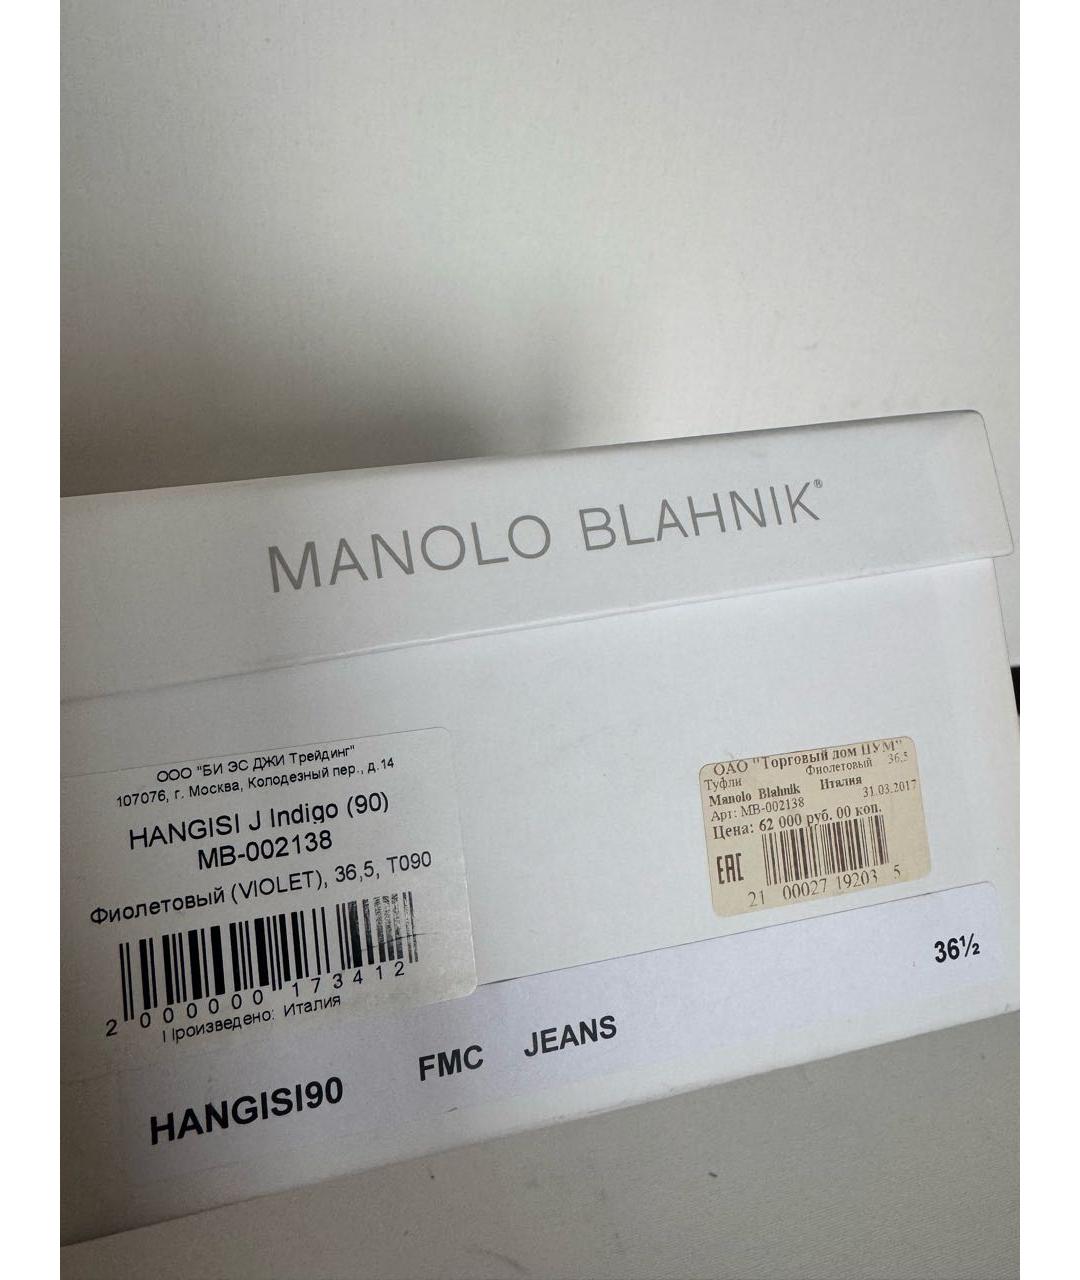 MANOLO BLAHNIK®
ООО "БИ ЭС ДЖИ Трейдинг"
107076, г. Москва, Колодезный пер., д.14
HANGISI J Indigo (90)
MB-002138
Фиолетовый (VIOLET), 36,5, T090
2 000000 173412
Произведено: Италия
ОАО "Торговый дом ЦУМ"
Туфли Фиолетовый 36,5
Manolo Blahnik Италия
Арт: MB-002138 31.03.2017
Цена: 62 000 руб. 00 коп.
EAC
21 00027 19203 5
36½
HANGISI90 FMC JEANS